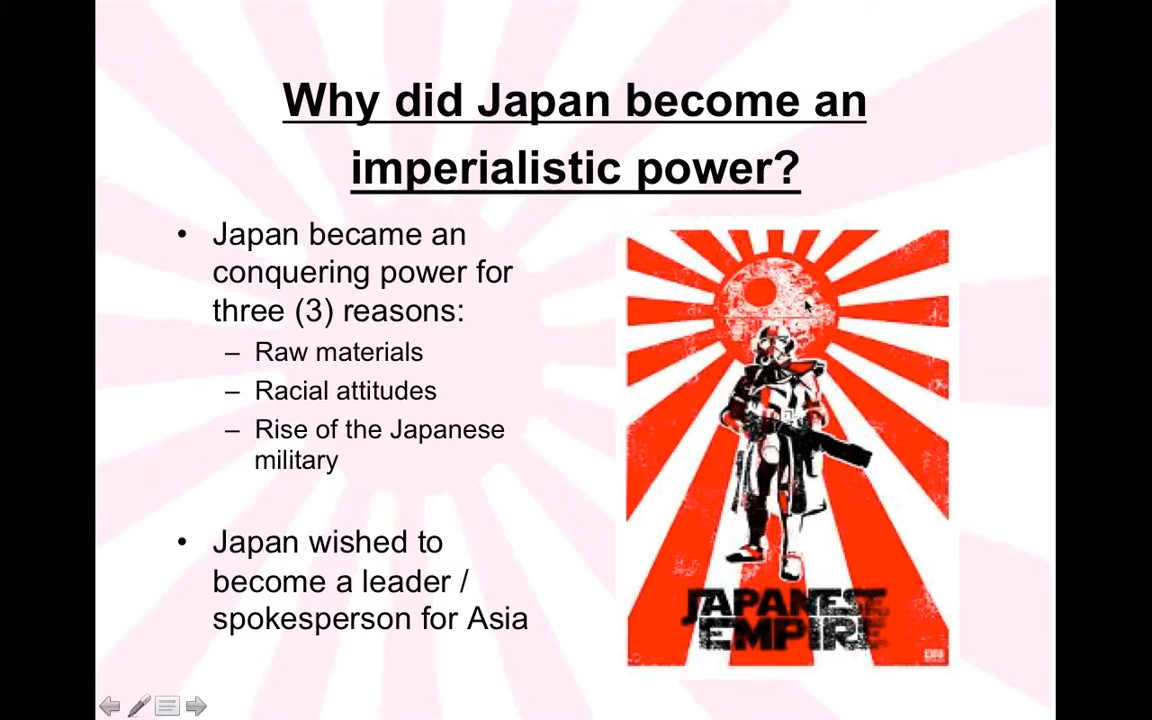 Why did Japan become an
imperialistic power?
• Japan became an
conquering power for
three (3) reasons:
– Raw materials
– Racial attitudes
– Rise of the Japanese
military
• Japan wished to
become a leader /
spokesperson for Asia
JAPANESE
EMPIRE